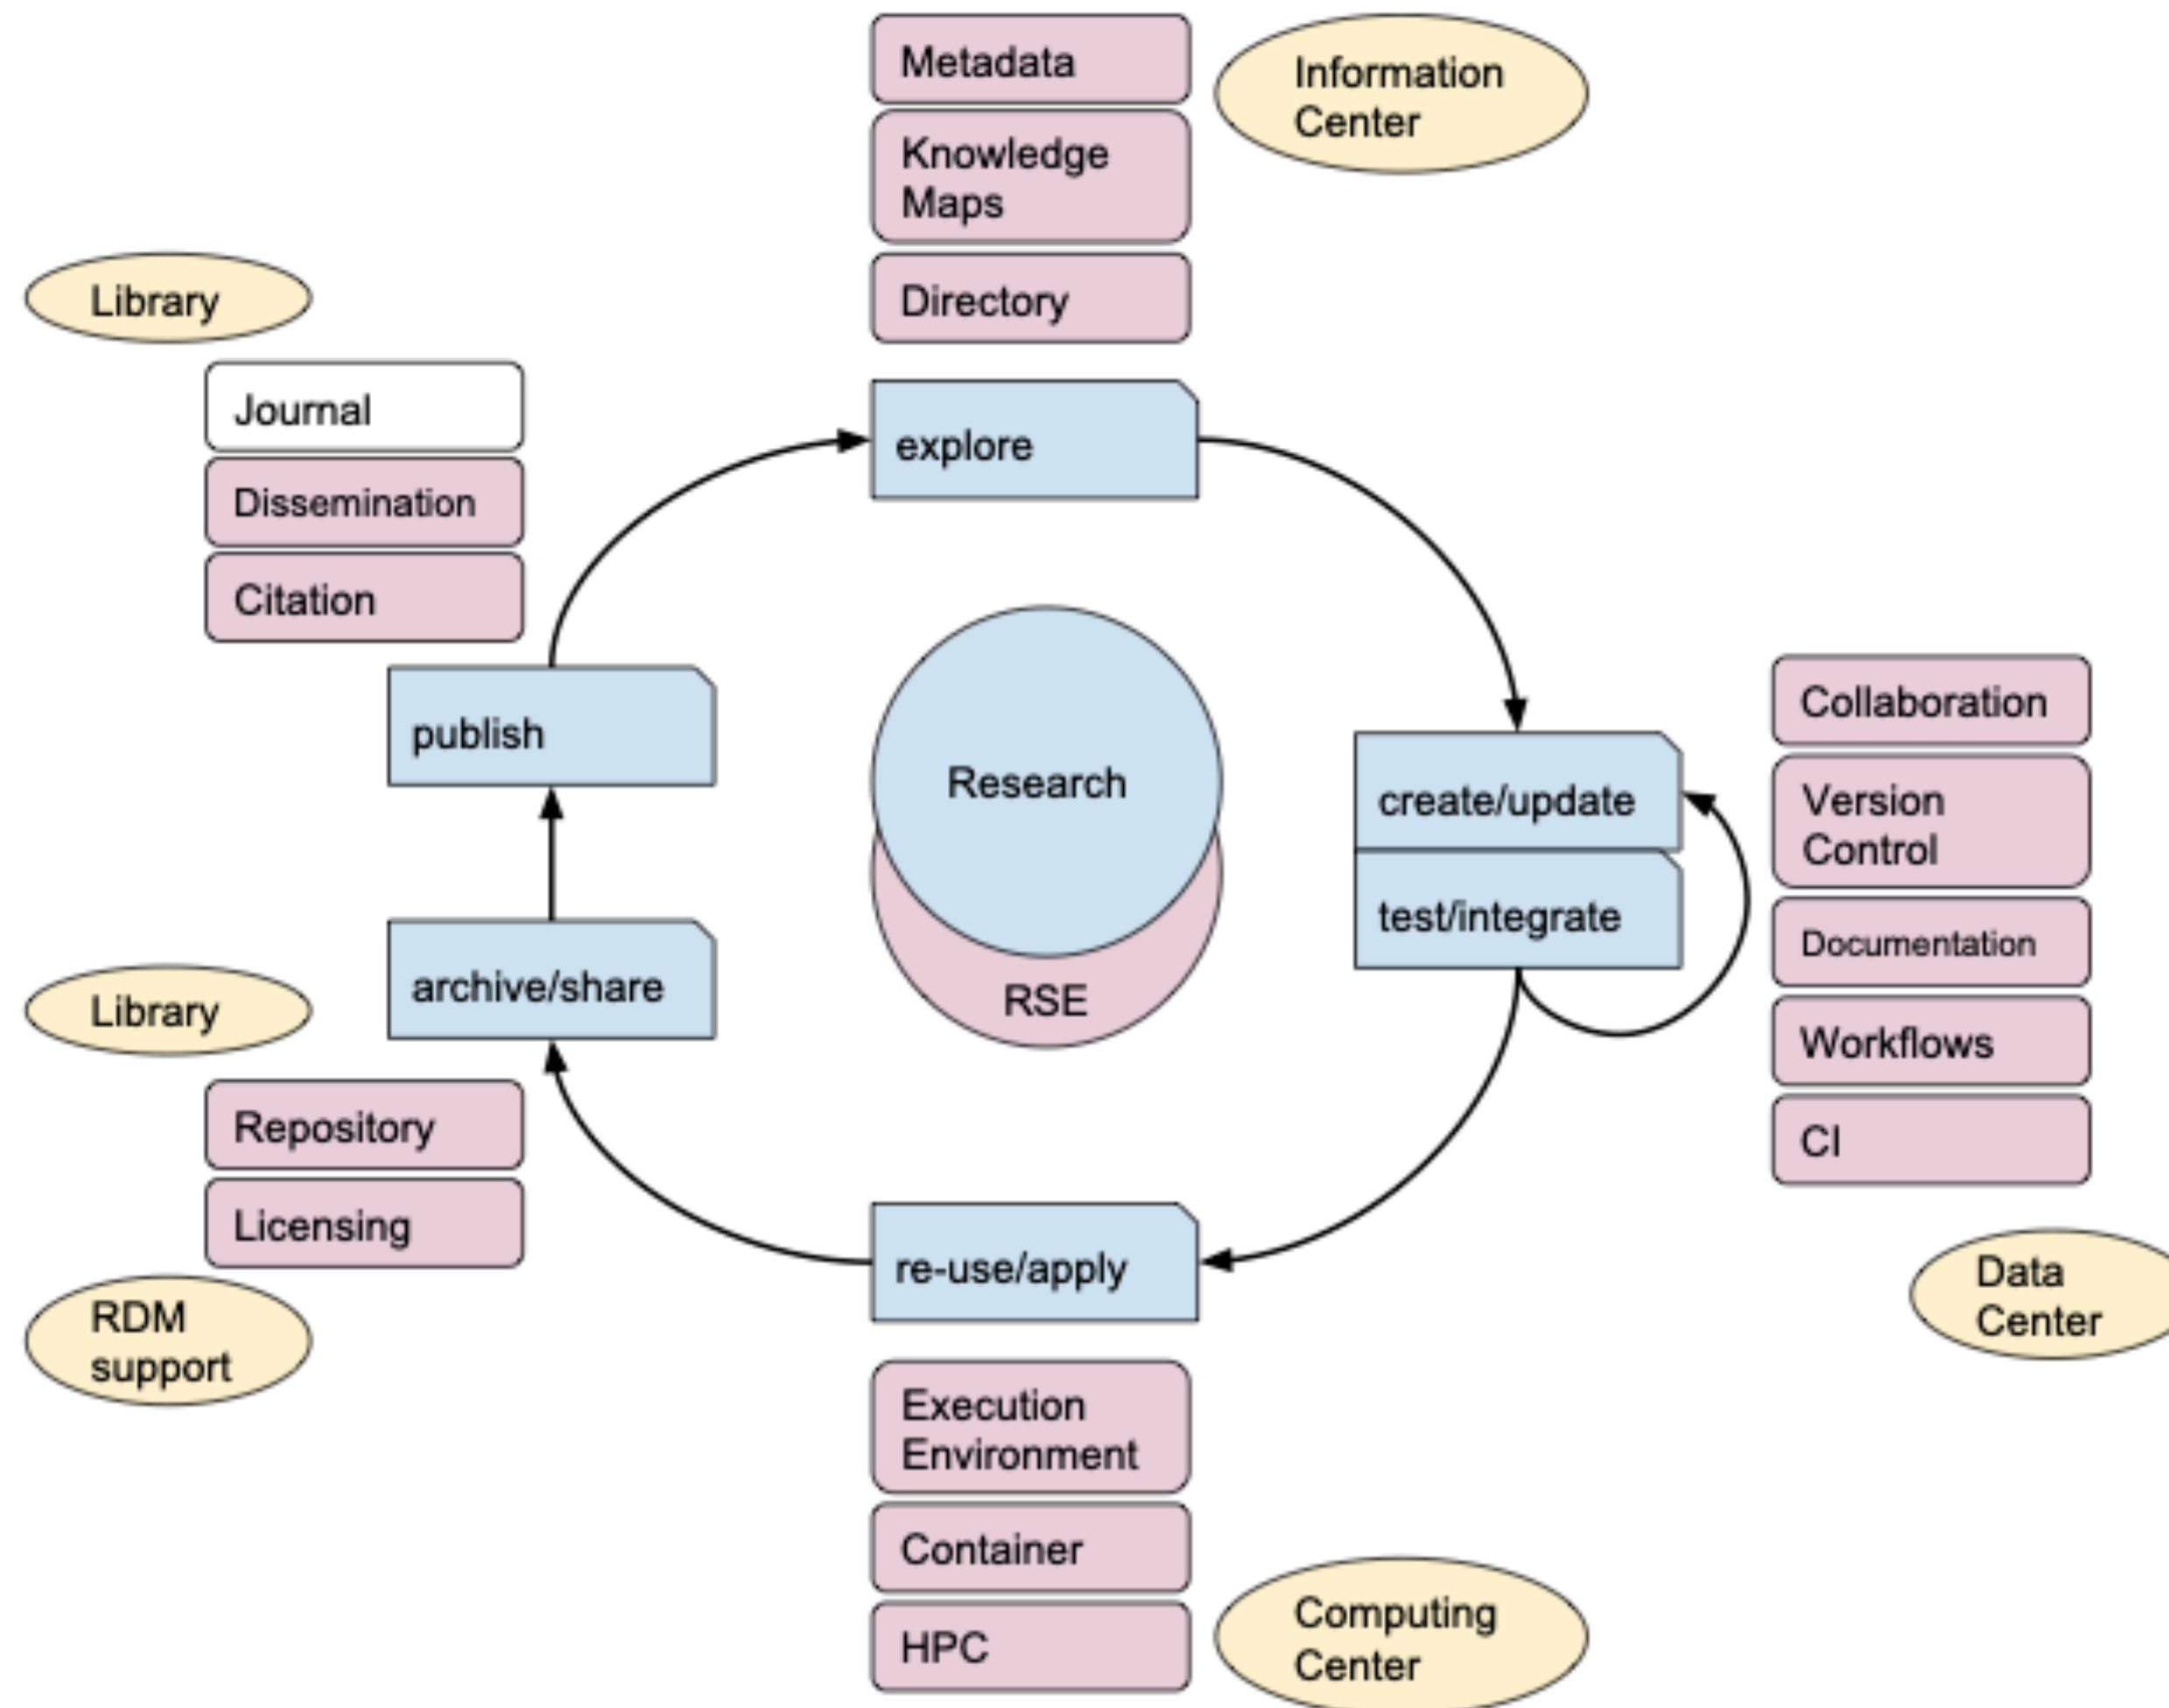 Metadata
Information
Center
Knowledge
Maps
Directory
Library
Journal
Dissemination
Citation
explore
publish
Research
RSE
create/update
test/integrate
Collaboration
Version
Control
Documentation
Workflows
CI
Data
Center
archive/share
Library
Repository
Licensing
RDM
support
re-use/apply
Execution
Environment
Container
HPC
Computing
Center